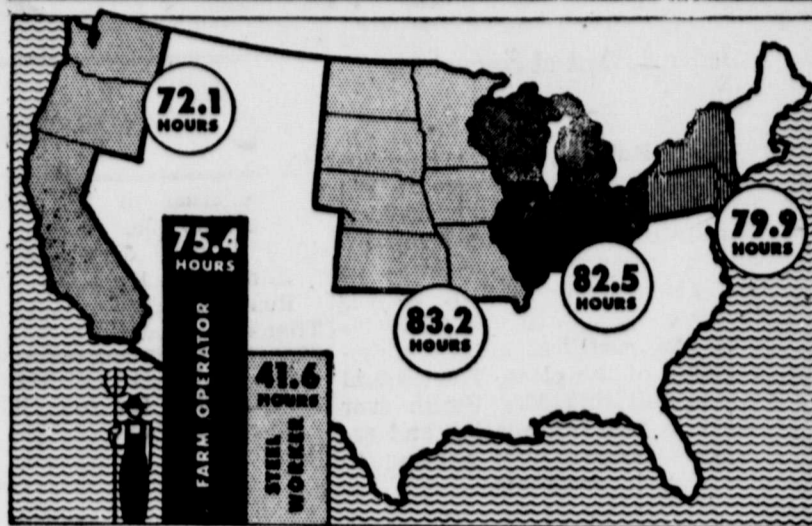 72.1
HOURS
79.9
HOURS
82.5
HOURS
83.2
HOURS
75.4
HOURS
FARM OPERATOR
41.6
HOURS
STEEL
WORKER